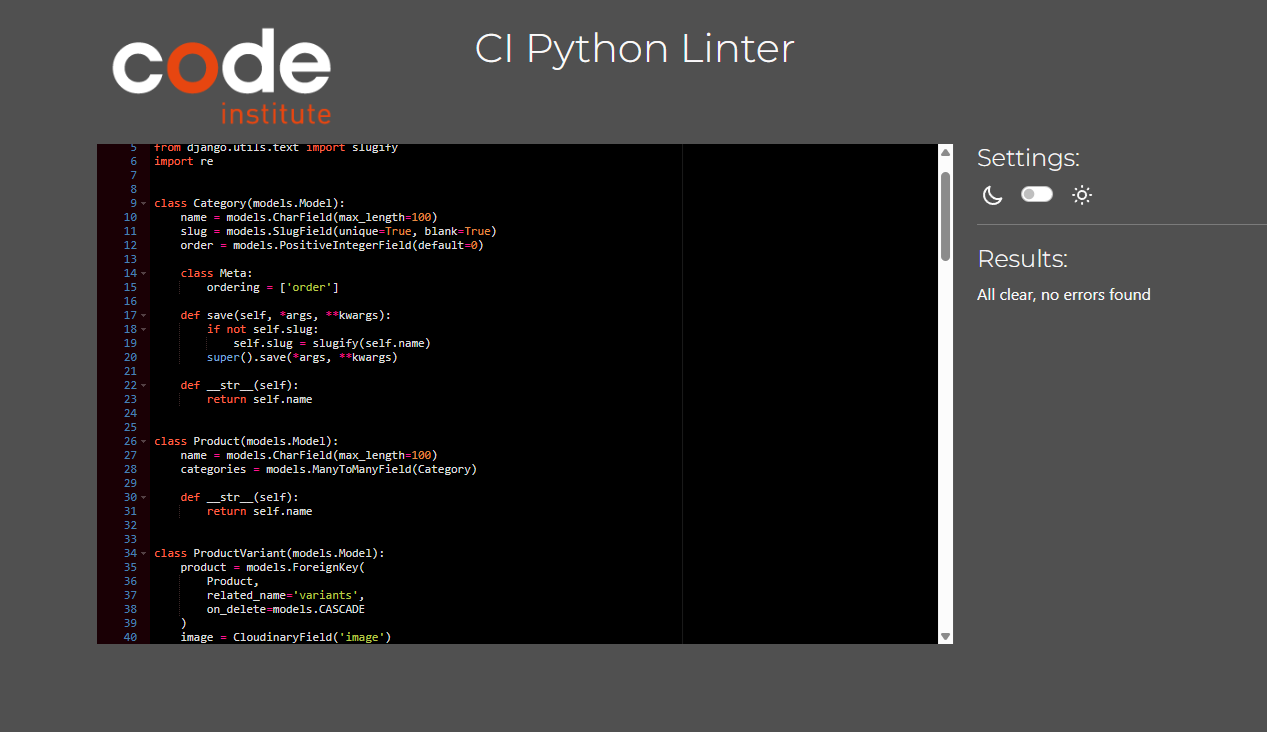 code
institute
CI Python Linter
5 from django.utils.text import slugify
6 import re
7
8
9 class Category(models.Model):
10     name = models.CharField(max_length=100)
11     slug = models.SlugField(unique=True, blank=True)
12     order = models.PositiveIntegerField(default=0)
13
14     class Meta:
15         ordering = ['order']
16
17     def save(self, *args, **kwargs):
18         if not self.slug:
19             self.slug = slugify(self.name)
20         super().save(*args, **kwargs)
21
22     def __str__(self):
23         return self.name
24
25
26 class Product(models.Model):
27     name = models.CharField(max_length=100)
28     categories = models.ManyToManyField(Category)
29
30     def __str__(self):
31         return self.name
32
33
34 class ProductVariant(models.Model):
35     product = models.ForeignKey(
36         Product,
37         related_name='variants',
38         on_delete=models.CASCADE
39     )
40     image = CloudinaryField('image')
Settings:
Results:
All clear, no errors found